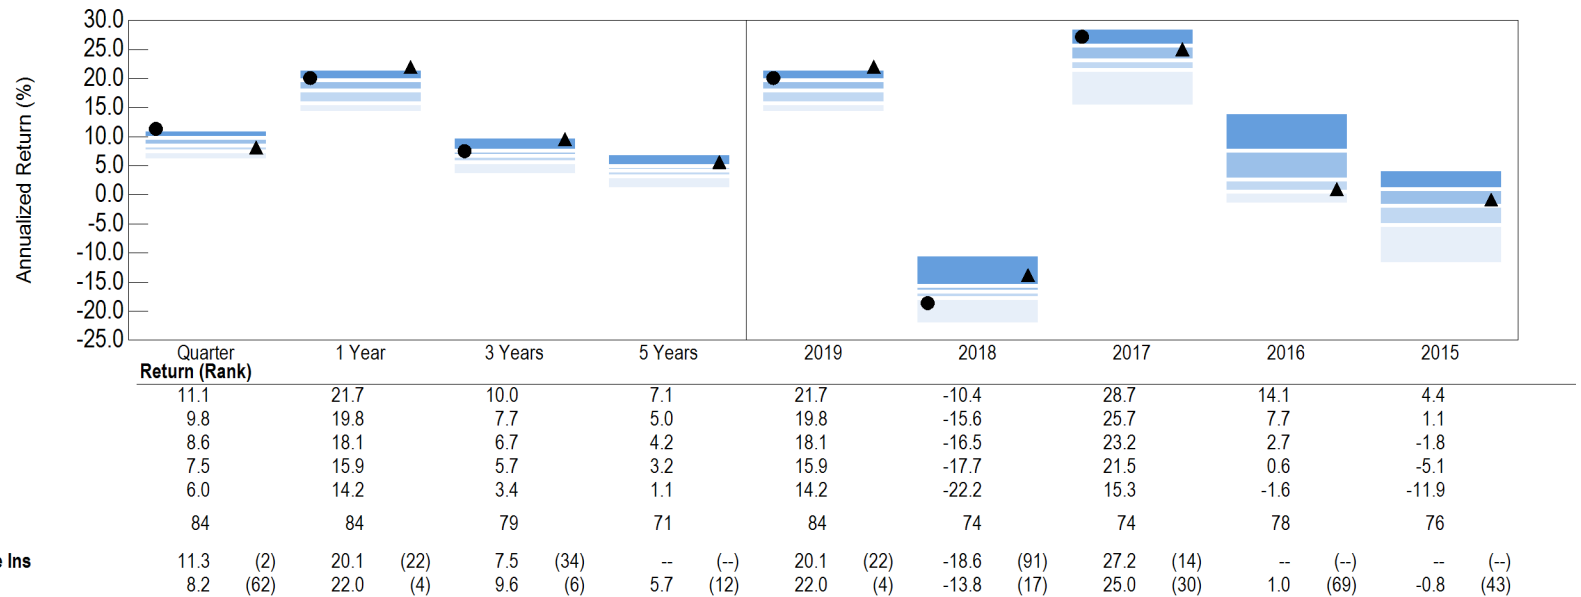 Annualized Return (%)
30.0
25.0
20.0
15.0
10.0
5.0
0.0
-5.0
-10.0
-15.0
-20.0
-25.0
Quarter 1 Year 3 Years 5 Years 2019 2018 2017 2016 2015
Return (Rank)
11.1 21.7 10.0 7.1 21.7 -10.4 28.7 14.1 4.4
9.8 19.8 7.7 5.0 19.8 -15.6 25.7 7.7 1.1
8.6 18.1 6.7 4.2 18.1 -16.5 23.2 2.7 -1.8
7.5 15.9 5.7 3.2 15.9 -17.7 21.5 0.6 -5.1
6.0 14.2 3.4 1.1 14.2 -22.2 15.3 -1.6 -11.9
84 84 79 71 84 74 74 78 76
e Ins 11.3 (2) 20.1 (22) 7.5 (34) -- (--) 20.1 (22) -18.6 (91) 27.2 (14) -- (--) -- (--)
8.2 (62) 22.0 (4) 9.6 (6) 5.7 (12) 22.0 (4) -13.8 (17) 25.0 (30) 1.0 (69) -0.8 (43)